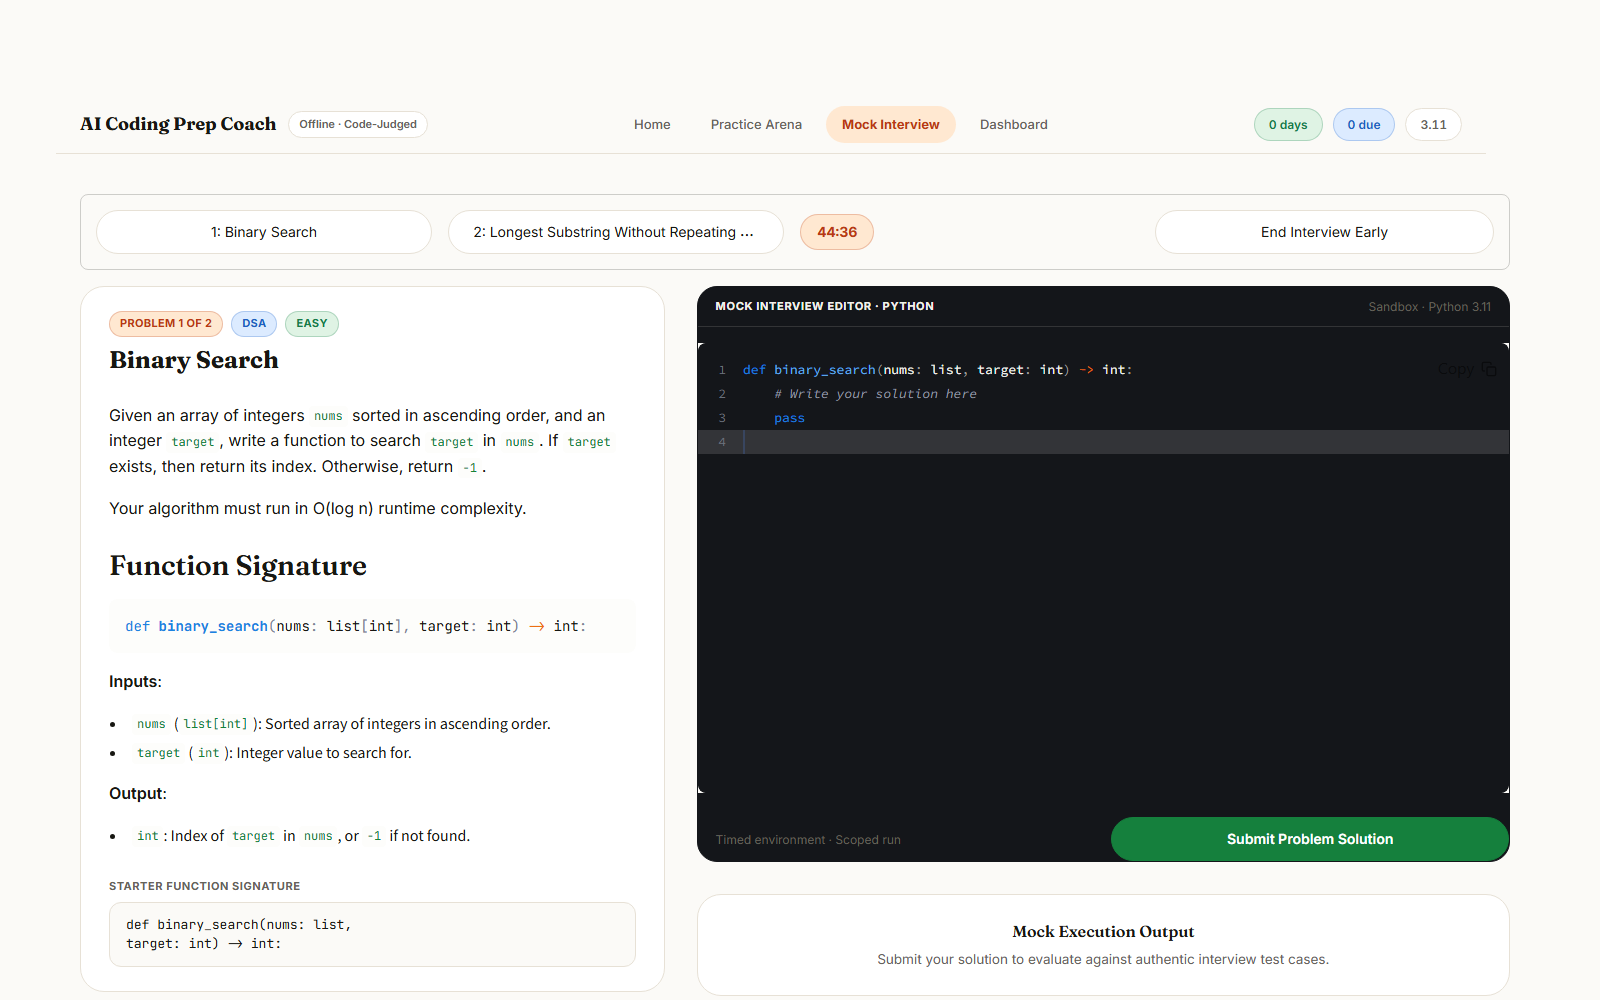 AI Coding Prep Coach
Offline · Code-Judged
Home
Practice Arena
Mock Interview
Dashboard
0 days
0 due
3.11
1: Binary Search
2: Longest Substring Without Repeating ...
44:36
End Interview Early
PROBLEM 1 OF 2
DSA
EASY
Binary Search
Given an array of integers nums sorted in ascending order, and an
integer target , write a function to search target in nums . If target
exists, then return its index. Otherwise, return -1 .
Your algorithm must run in O(log n) runtime complexity.
Function Signature
def binary_search(nums: list[int], target: int) -> int:
Inputs:
• nums ( list[int] ): Sorted array of integers in ascending order.
• target ( int ): Integer value to search for.
Output:
• int : Index of target in nums , or -1 if not found.
STARTER FUNCTION SIGNATURE
def binary_search(nums: list,
target: int) -> int:
MOCK INTERVIEW EDITOR · PYTHON
Sandbox · Python 3.11
Copy
1 def binary_search(nums: list, target: int) -> int:
2 # Write your solution here
3 pass
4
Timed environment · Scoped run
Submit Problem Solution
Mock Execution Output
Submit your solution to evaluate against authentic interview test cases.